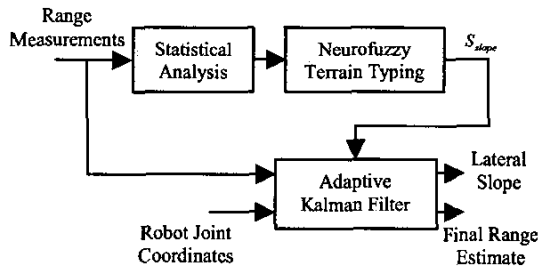 Range
Measurements
Statistical
Analysis
Neurofuzzy
Terrain Typing
S_slope
Adaptive
Kalman Filter
Lateral
Slope
Robot Joint
Coordinates
Final Range
Estimate